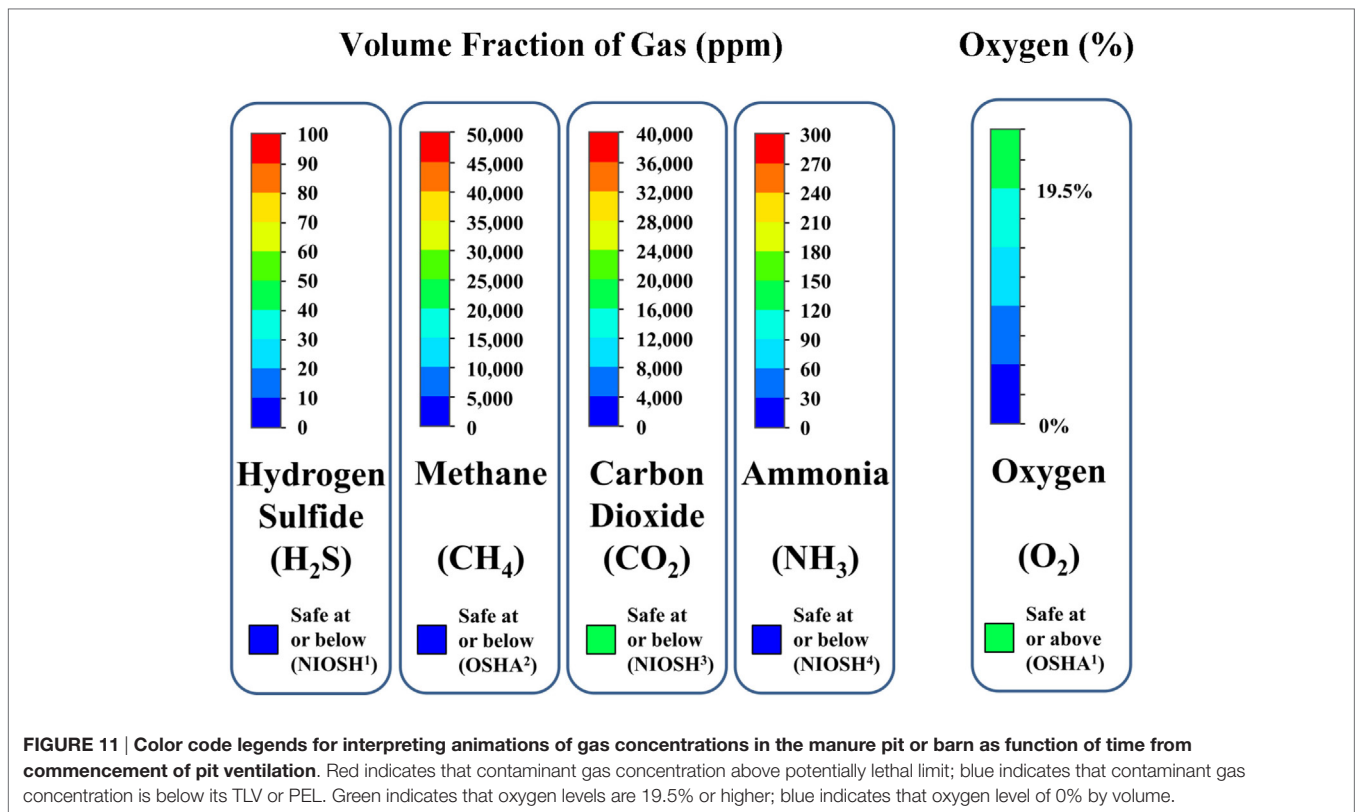 Volume Fraction of Gas (ppm)
Oxygen (%)
100
90
80
70
60
50
40
30
20
10
0
Hydrogen
Sulfide
(H₂S)
Safe at
or below
(NIOSH¹)
50,000
45,000
40,000
35,000
30,000
25,000
20,000
15,000
10,000
5,000
0
Methane
(CH₄)
Safe at
or below
(OSHA²)
40,000
36,000
32,000
28,000
24,000
20,000
16,000
12,000
8,000
4,000
0
Carbon
Dioxide
(CO₂)
Safe at
or below
(NIOSH³)
300
270
240
210
180
150
120
90
60
30
0
Ammonia
(NH₃)
Safe at
or below
(NIOSH⁴)
19.5%
0%
Oxygen
(O₂)
Safe at
or above
(OSHA¹)
FIGURE 11 | Color code legends for interpreting animations of gas concentrations in the manure pit or barn as function of time from
commencement of pit ventilation. Red indicates that contaminant gas concentration above potentially lethal limit; blue indicates that contaminant gas
concentration is below its TLV or PEL. Green indicates that oxygen levels are 19.5% or higher; blue indicates that oxygen level of 0% by volume.